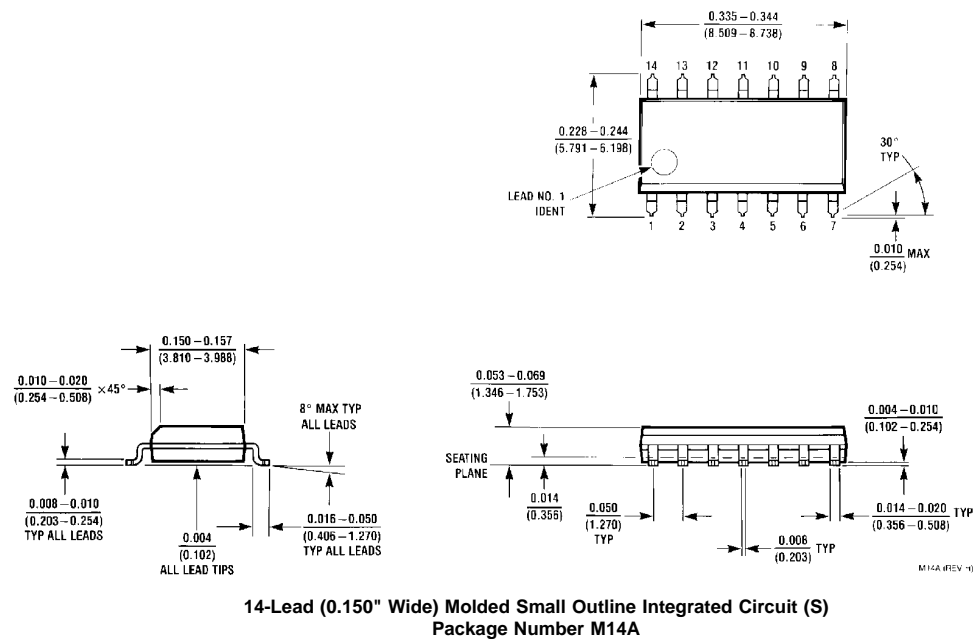 0.335 – 0.344
(8.509 – 8.738)
14 13 12 11 10 9 8
0.228 – 0.244
(5.791 – 6.198)
30°
TYP
LEAD NO. 1
IDENT
1 2 3 4 5 6 7
0.010 MAX
(0.254)
0.150 – 0.157
(3.810 – 3.988)
0.010 – 0.020 ×45°
(0.254 – 0.508)
8° MAX TYP
ALL LEADS
0.008 – 0.010
(0.203 – 0.254)
TYP ALL LEADS
0.004
(0.102)
ALL LEAD TIPS
0.016 – 0.050
(0.406 – 1.270)
TYP ALL LEADS
0.053 – 0.069
(1.346 – 1.753)
0.004 – 0.010
(0.102 – 0.254)
SEATING
PLANE
0.014
(0.356)
0.050
(1.270)
TYP
0.014 – 0.020 TYP
(0.356 – 0.508)
0.008 TYP
(0.203)
M14A (REV H)
14-Lead (0.150" Wide) Molded Small Outline Integrated Circuit (S)
Package Number M14A